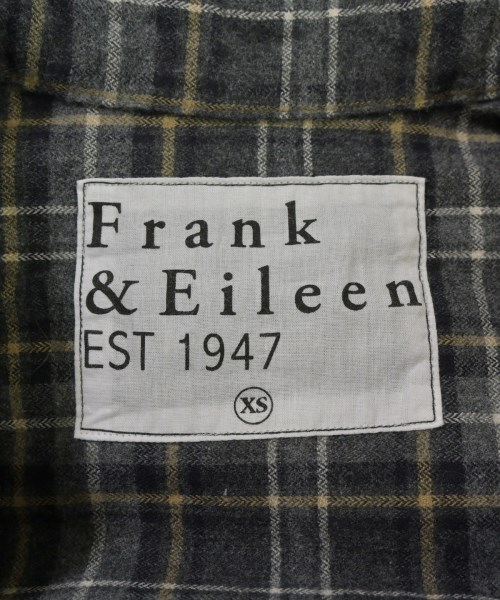 Frank
& Eileen
EST 1947
XS